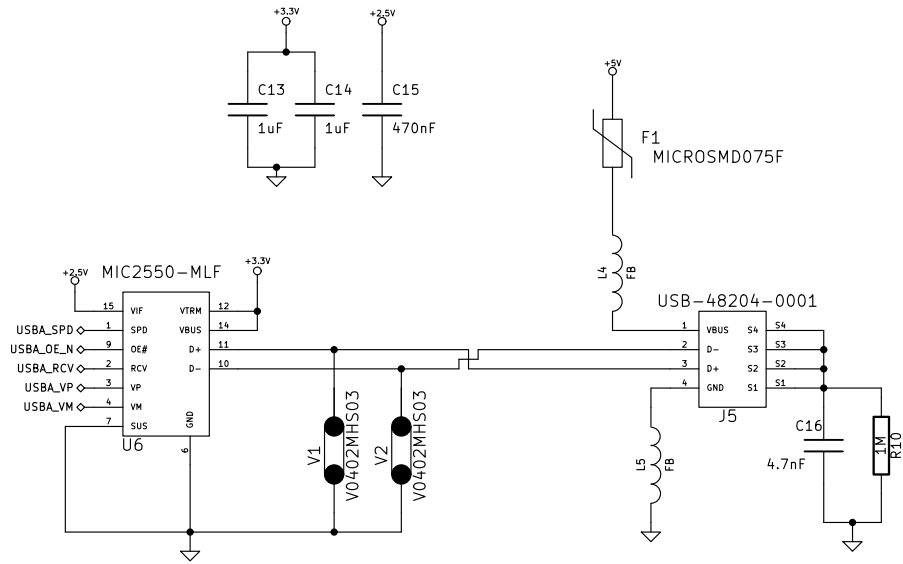 +3.3V
+2.5V
C13
1uF
C14
1uF
C15
470nF
+5V
F1
MICROSMD075F
L4
FB
+2.5V
MIC2550-MLF
+3.3V
15 VIF VTRM 12
USBA_SPD 1 SPD VBUS 14
USBA_OE_N 9 OE# D+ 11
USBA_RCV 2 RCV D- 10
USBA_VP 3 VP
USBA_VM 4 VM
7 SUS
GND
6
U6
V1
V0402MHS03
V2
V0402MHS03
USB-48204-0001
1 VBUS S4 S4
2 D- S3 S3
3 D+ S2 S2
4 GND S1 S1
J5
L5
FB
C16
4.7nF
1M
R10